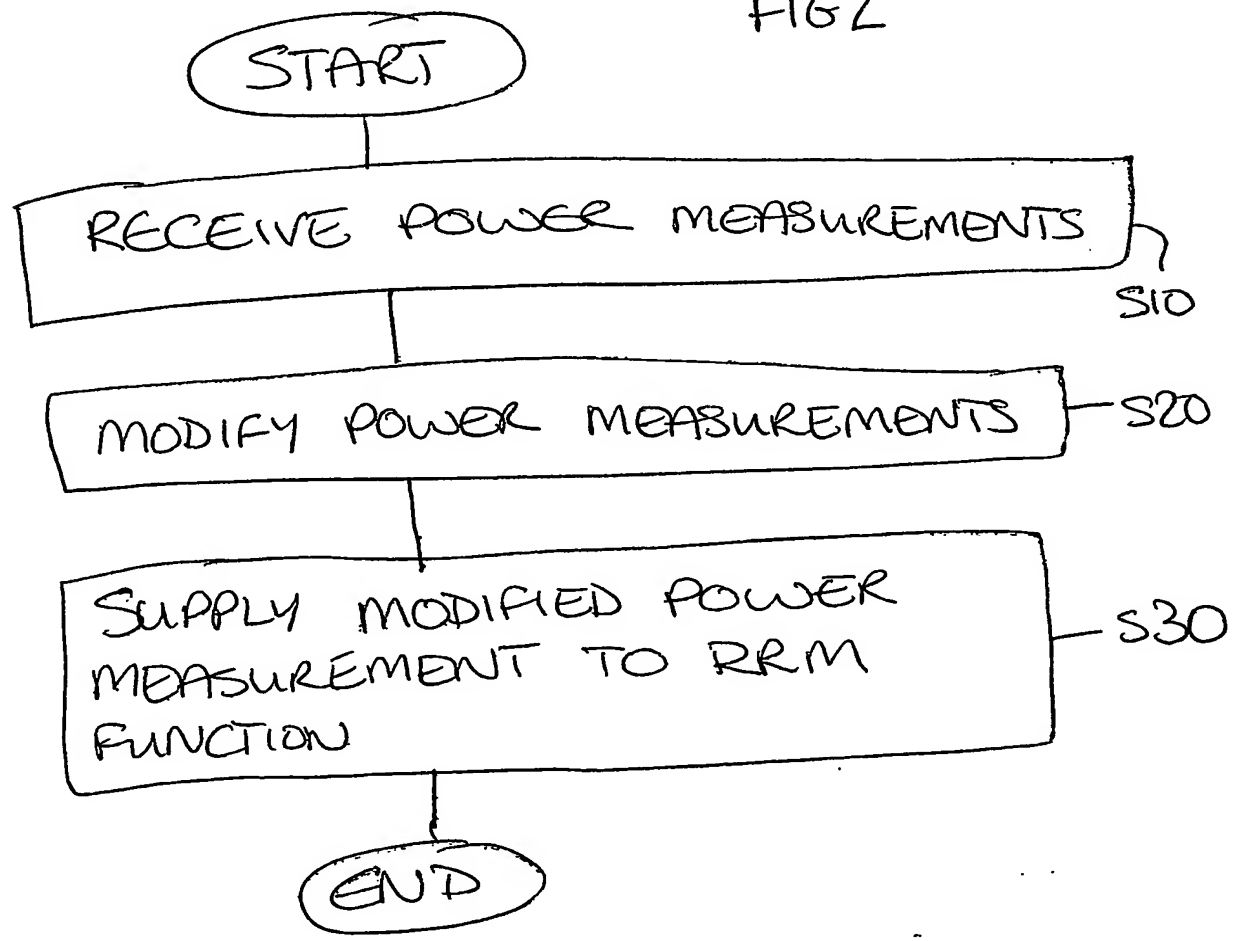 FIG 2
START
RECEIVE POWER MEASUREMENTS
S10
MODIFY POWER MEASUREMENTS
S20
SUPPLY MODIFIED POWER
MEASUREMENT TO RRM
FUNCTION
S30
END